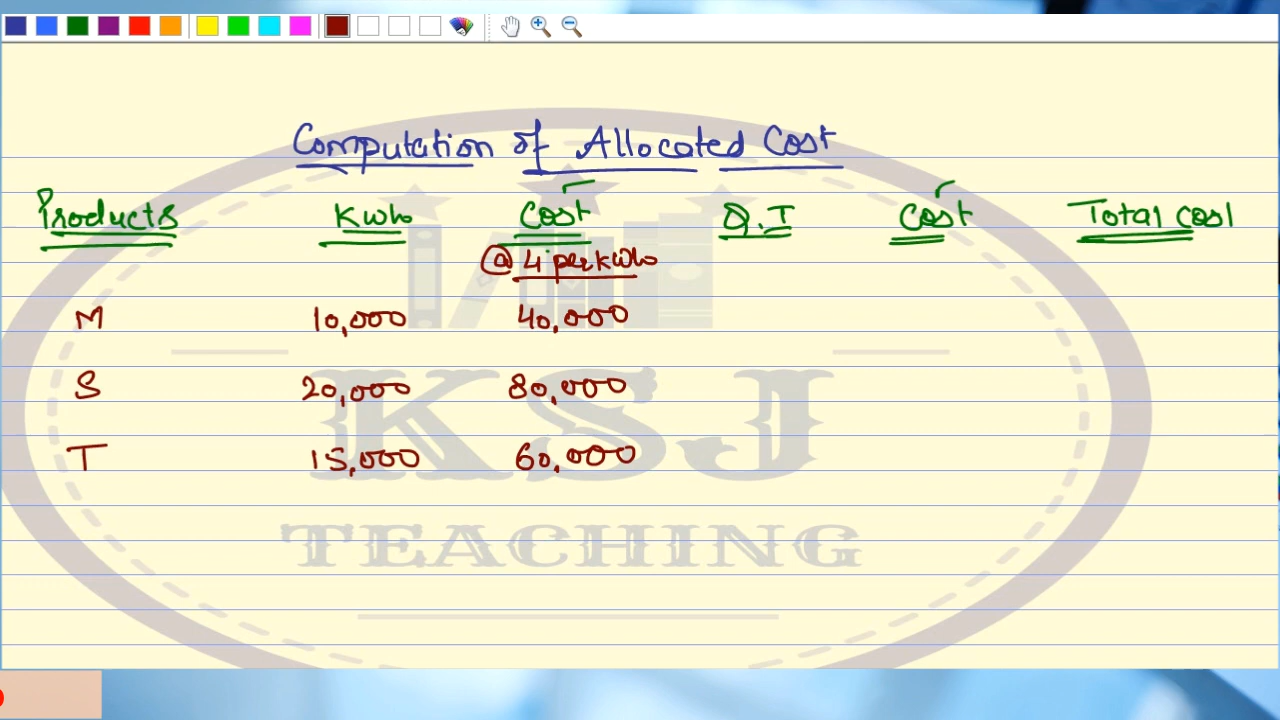 Computation of Allocated Cost
Products Kwh Cost Q.I Cost Total cost
@ 4 per kwh
M 10,000 40,000
S 20,000 80,000
T 15,000 60,000
KSJ
TEACHING